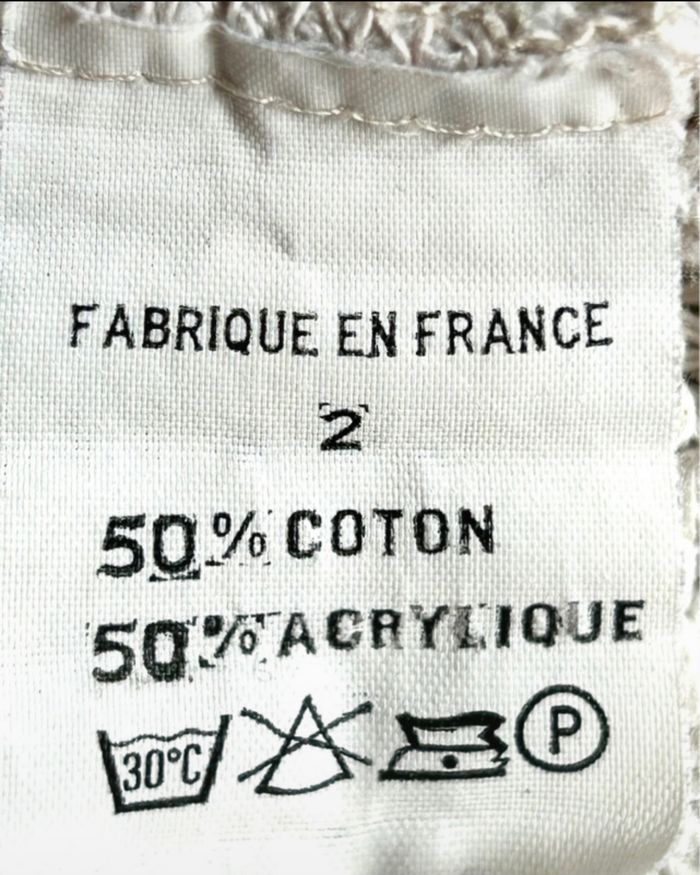 FABRIQUE EN FRANCE
2
50% COTON
50% ACRYLIQUE
30°C P